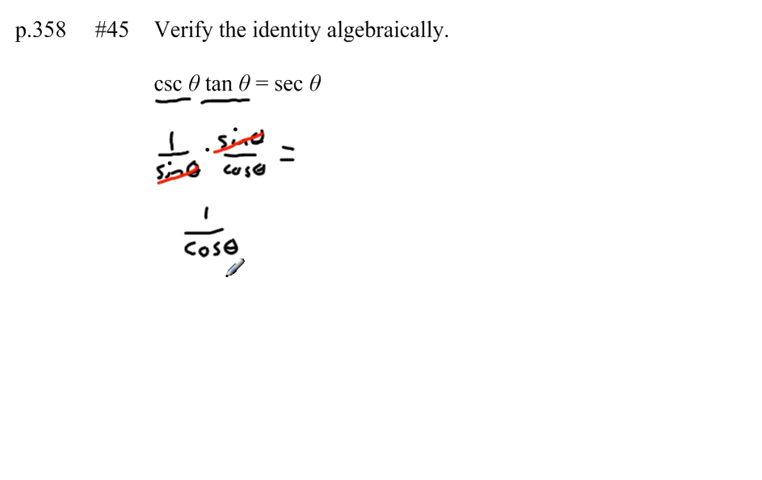 p.358 #45 Verify the identity algebraically.
csc θ tan θ = sec θ
1/sinθ · sinθ/cosθ =
1/cosθ